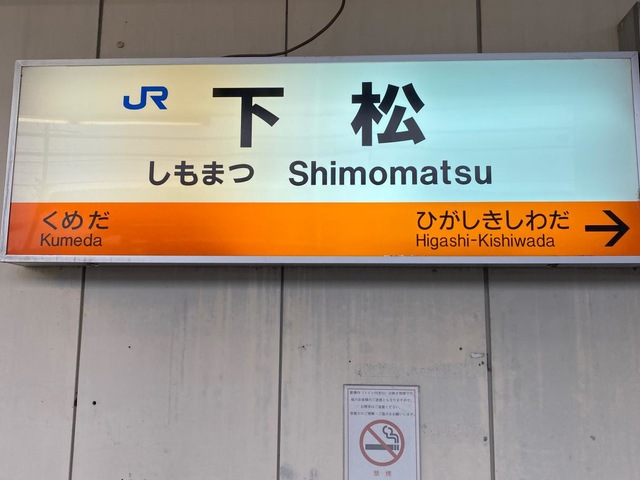 JR 下松
しもまつ Shimomatsu
くめだ
Kumeda
ひがしきしわだ →
Higashi-Kishiwada
禁煙